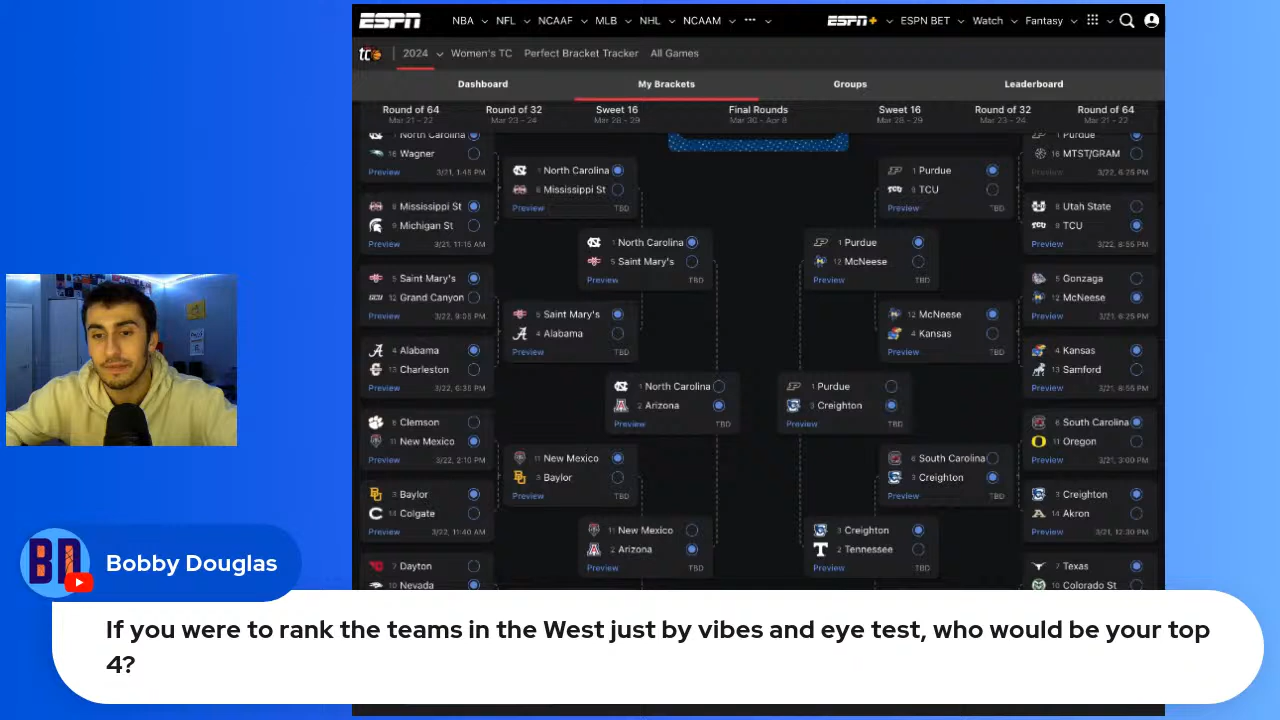 ESPN NBA NFL NCAAF MLB NHL NCAAM ••• ESPN+ ESPN BET Watch Fantasy
tc 2024 Women's TC Perfect Bracket Tracker All Games
Dashboard My Brackets Groups Leaderboard
Round of 64 Round of 32 Sweet 16 Final Rounds Sweet 16 Round of 32 Round of 64
Mar 21 - 22 Mar 23 - 24 Mar 28 - 29 Mar 30 - Apr 8 Mar 28 - 29 Mar 23 - 24 Mar 21 - 22
1 North Carolina
16 Wagner
Preview 3/21, 1:45 PM
8 Mississippi St
9 Michigan St
Preview 3/21, 11:15 AM
5 Saint Mary's
12 Grand Canyon
Preview 3/22, 9:05 PM
4 Alabama
13 Charleston
Preview 3/22, 6:35 PM
6 Clemson
11 New Mexico
Preview 3/22, 2:10 PM
3 Baylor
14 Colgate
Preview 3/22, 11:40 AM
7 Dayton
10 Nevada
1 North Carolina
8 Mississippi St
Preview TBD
5 Saint Mary's
4 Alabama
Preview
11 New Mexico
3 Baylor
Preview
1 North Carolina
5 Saint Mary's
Preview TBD
11 New Mexico
2 Arizona
Preview TBD
1 North Carolina
2 Arizona
Preview TBD
1 Purdue
3 Creighton
Preview TBD
1 Purdue
12 McNeese
Preview TBD
3 Creighton
2 Tennessee
Preview TBD
1 Purdue
TCU 9 TCU
Preview TBD
12 McNeese
4 Kansas
Preview TBD
6 South Carolina
3 Creighton
Preview TBD
1 Purdue
16 MTST/GRAM
Preview 3/22, 6:25 PM
8 Utah State
TCU 9 TCU
Preview 3/22, 8:55 PM
5 Gonzaga
12 McNeese
Preview 3/21, 6:25 PM
4 Kansas
13 Samford
Preview 3/21, 8:55 PM
6 South Carolina
11 Oregon
Preview 3/21, 3:00 PM
3 Creighton
14 Akron
Preview 3/21, 12:30 PM
7 Texas
10 Colorado St
BD Bobby Douglas
If you were to rank the teams in the West just by vibes and eye test, who would be your top
4?